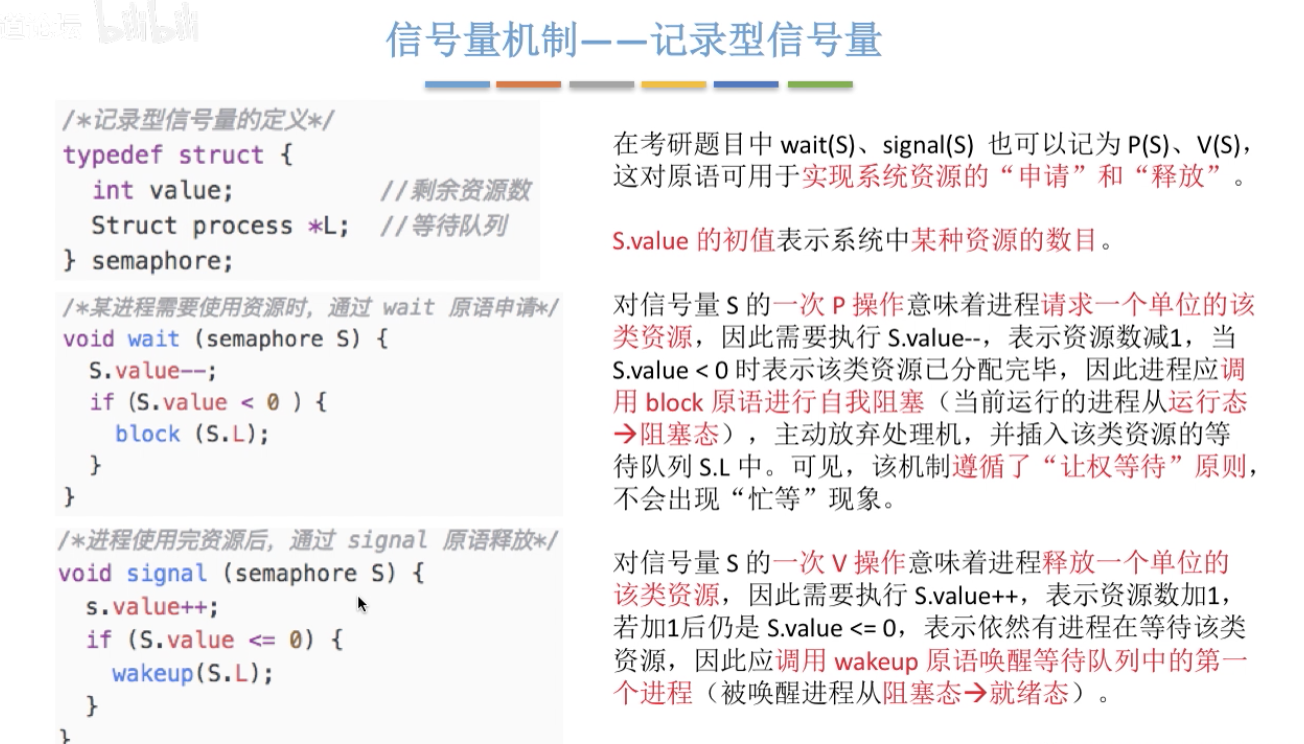 bilibili
信号量机制——记录型信号量
/*记录型信号量的定义*/
typedef struct {
int value; //剩余资源数
Struct process *L; //等待队列
} semaphore;
/*某进程需要使用资源时，通过 wait 原语申请*/
void wait (semaphore S) {
S.value--;
if (S.value < 0 ) {
block (S.L);
}
}
/*进程使用完资源后，通过 signal 原语释放*/
void signal (semaphore S) {
s.value++;
if (S.value <= 0) {
wakeup(S.L);
}
}
在考研题目中 wait(S)、signal(S) 也可以记为 P(S)、V(S)，
这对原语可用于实现系统资源的“申请”和“释放”。
S.value 的初值表示系统中某种资源的数目。
对信号量 S 的一次 P 操作意味着进程请求一个单位的该
类资源，因此需要执行 S.value--，表示资源数减1，当
S.value < 0 时表示该类资源已分配完毕，因此进程应调
用 block 原语进行自我阻塞（当前运行的进程从运行态
→阻塞态），主动放弃处理机，并插入该类资源的等
待队列 S.L 中。可见，该机制遵循了“让权等待”原则，
不会出现“忙等”现象。
对信号量 S 的一次 V 操作意味着进程释放一个单位的
该类资源，因此需要执行 S.value++，表示资源数加1，
若加1后仍是 S.value <= 0，表示依然有进程在等待该类
资源，因此应调用 wakeup 原语唤醒等待队列中的第一
个进程（被唤醒进程从阻塞态→就绪态）。